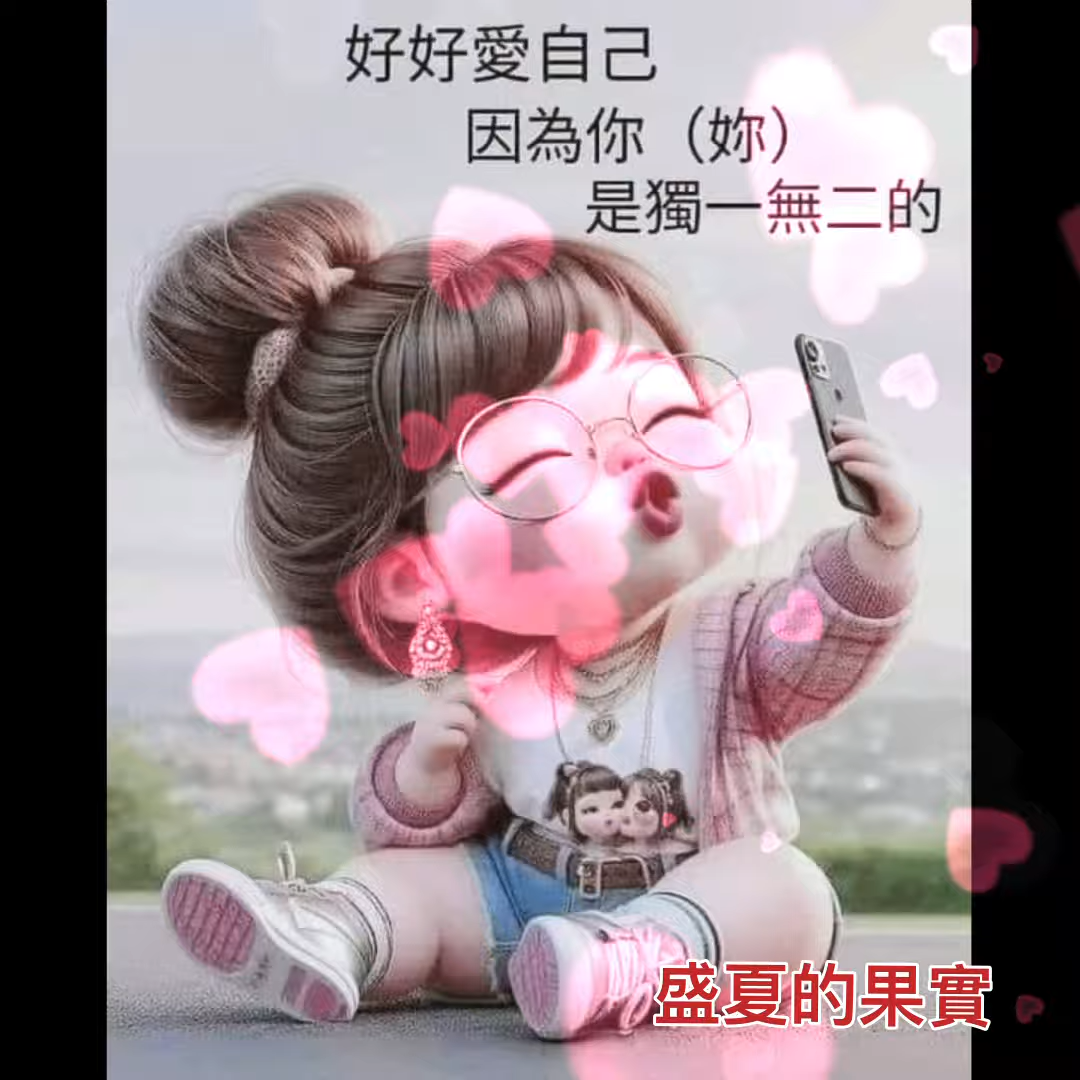 好好愛自己
因為你（妳）
是獨一無二的
盛夏的果實